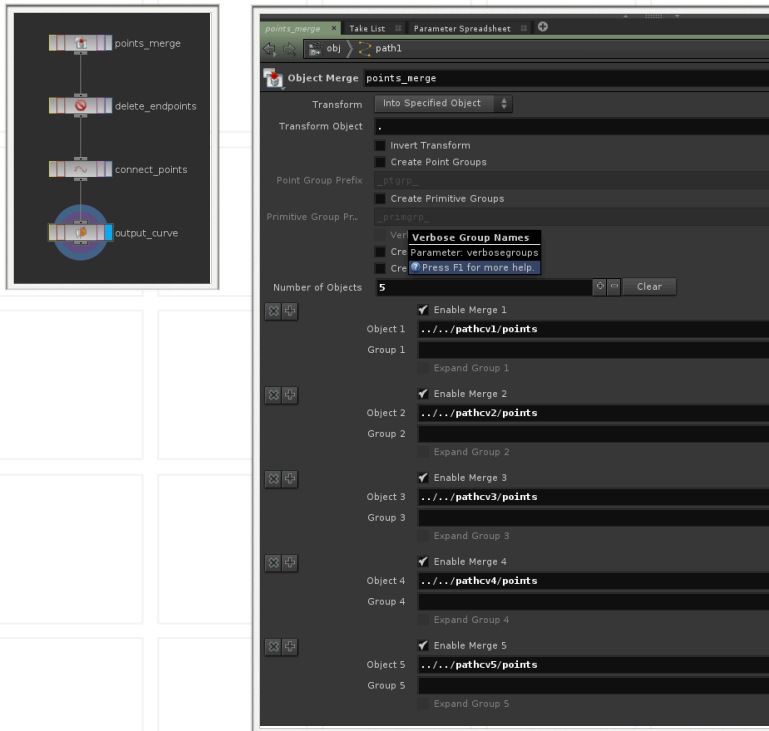 points_merge
delete_endpoints
connect_points
output_curve
points_merge × Take List Parameter Spreadsheet
obj path1
Object Merge points_merge
Transform Into Specified Object
Transform Object .
Invert Transform
Create Point Groups
Point Group Prefix _ptgrp_
Create Primitive Groups
Primitive Group Pr.. _primgrp_
Ver
Verbose Group Names
Cre
Parameter: verbosegroups
Cre
? Press F1 for more help.
Number of Objects 5 Clear
Enable Merge 1
Object 1 ../../pathcv1/points
Group 1
Expand Group 1
Enable Merge 2
Object 2 ../../pathcv2/points
Group 2
Expand Group 2
Enable Merge 3
Object 3 ../../pathcv3/points
Group 3
Expand Group 3
Enable Merge 4
Object 4 ../../pathcv4/points
Group 4
Expand Group 4
Enable Merge 5
Object 5 ../../pathcv5/points
Group 5
Expand Group 5